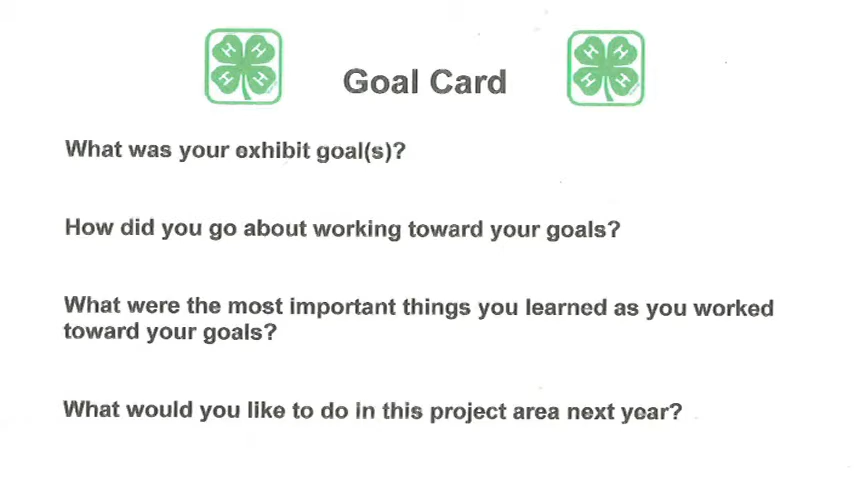 Goal Card
What was your exhibit goal(s)?
How did you go about working toward your goals?
What were the most important things you learned as you worked
toward your goals?
What would you like to do in this project area next year?